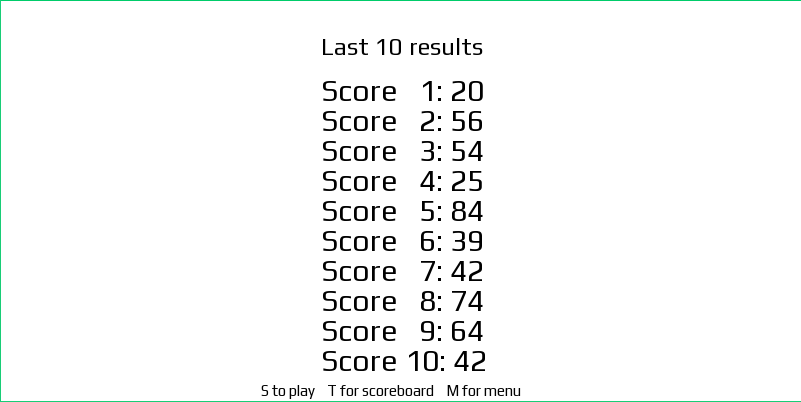 Last 10 results
Score 1: 20
Score 2: 56
Score 3: 54
Score 4: 25
Score 5: 84
Score 6: 39
Score 7: 42
Score 8: 74
Score 9: 64
Score 10: 42
S to play T for scoreboard M for menu